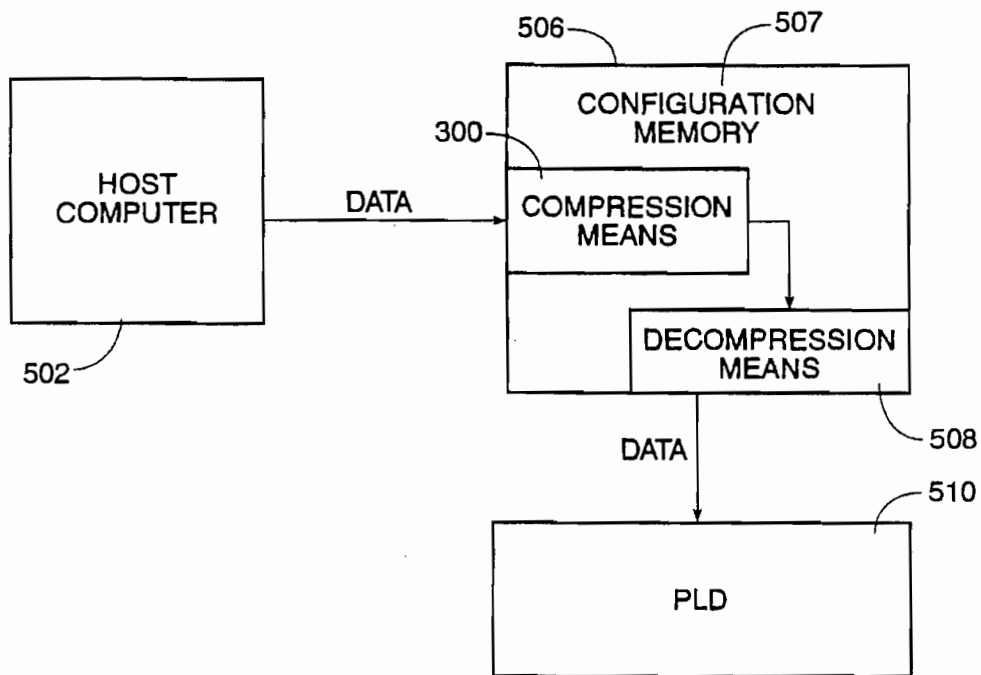 506
507
CONFIGURATION
MEMORY
300
HOST
COMPUTER
DATA
COMPRESSION
MEANS
DECOMPRESSION
MEANS
502
508
DATA
510
PLD